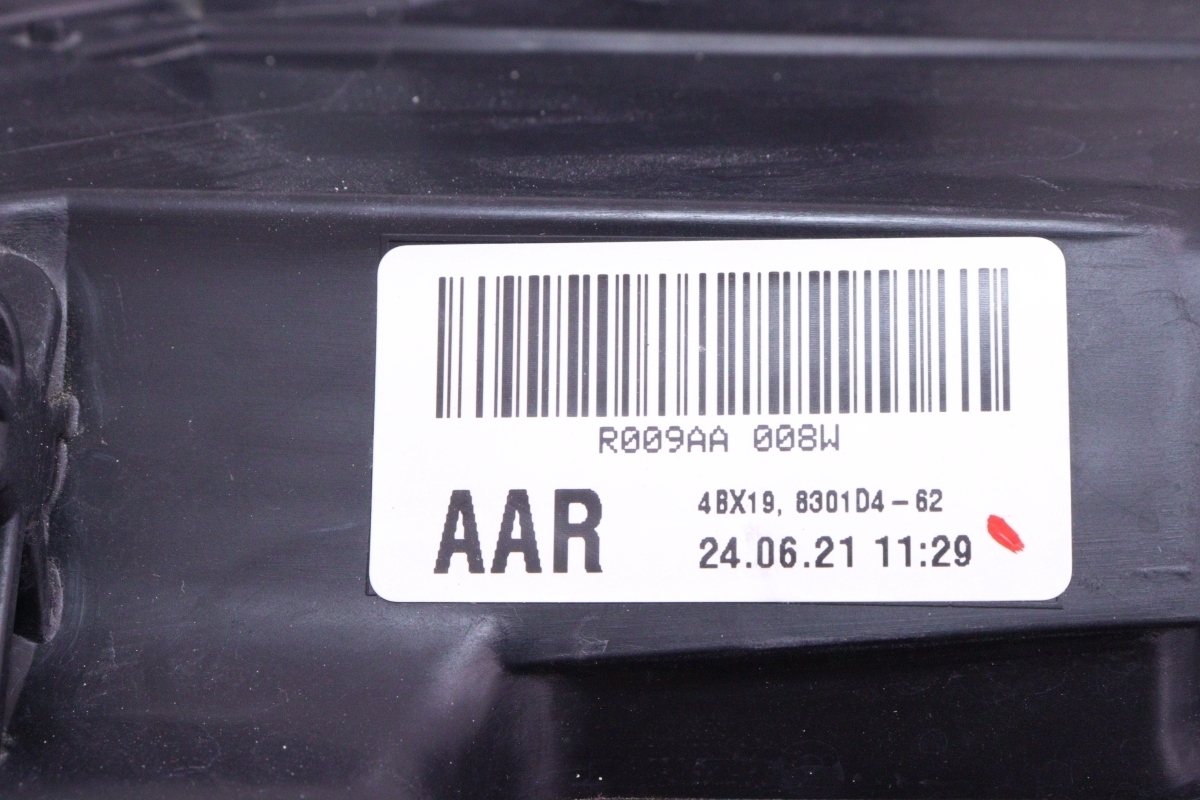 R009AA 008W
AAR
4BX19, 8301D4-62
24.06.21 11:29